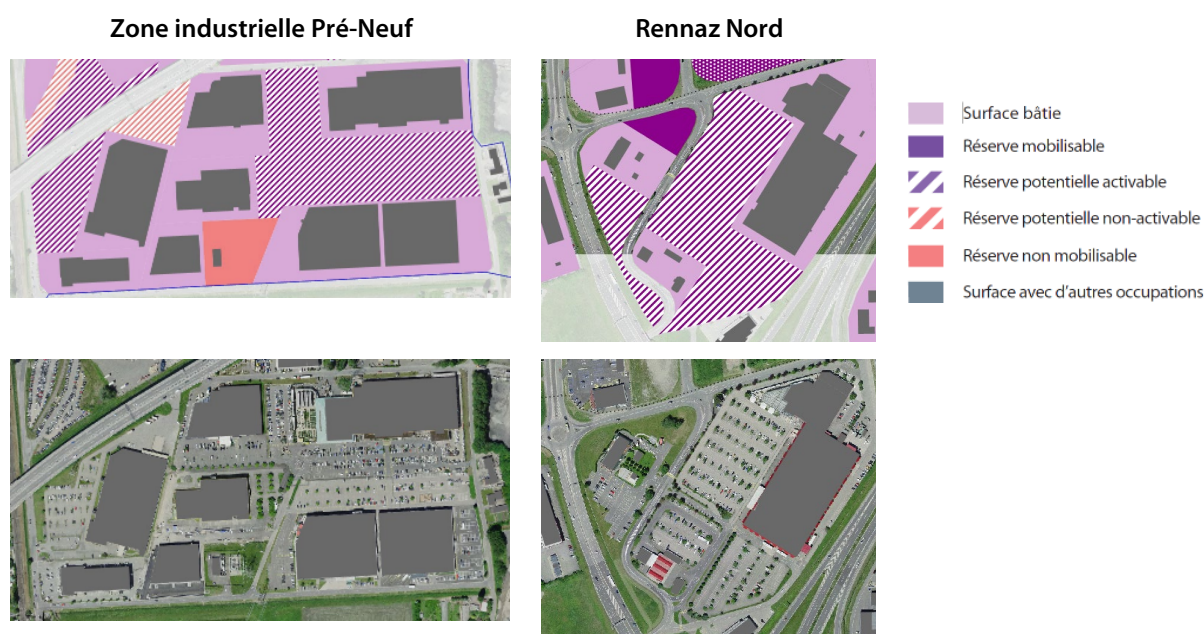 Zone industrielle Pré-Neuf
Rennaz Nord
Surface bâtie
Réserve mobilisable
Réserve potentielle activable
Réserve potentielle non-activable
Réserve non mobilisable
Surface avec d'autres occupations